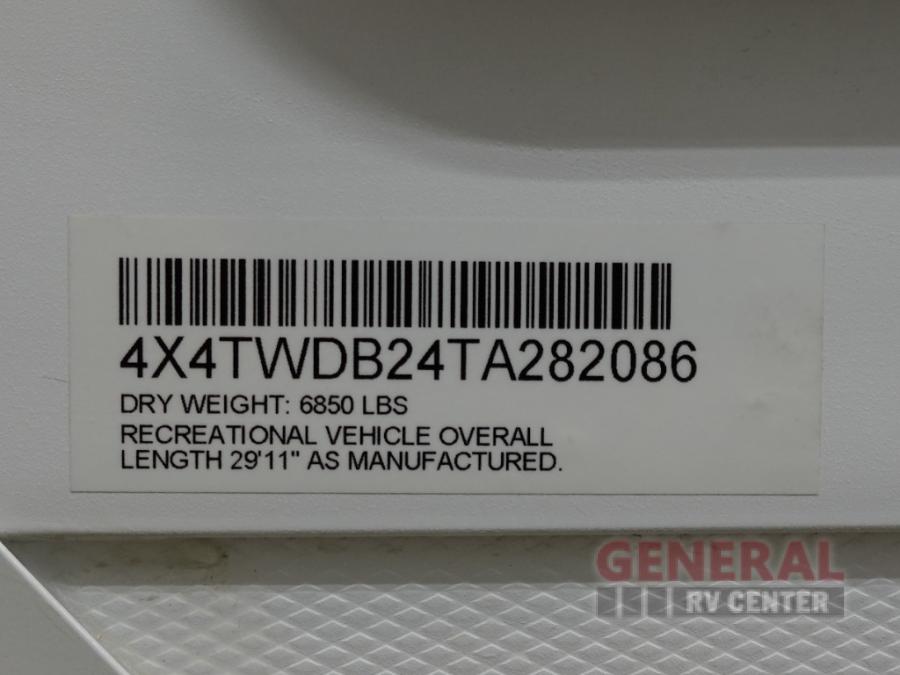 4X4TWDB24TA282086
DRY WEIGHT: 6850 LBS
RECREATIONAL VEHICLE OVERALL
LENGTH 29'11" AS MANUFACTURED.
GENERAL
RV CENTER